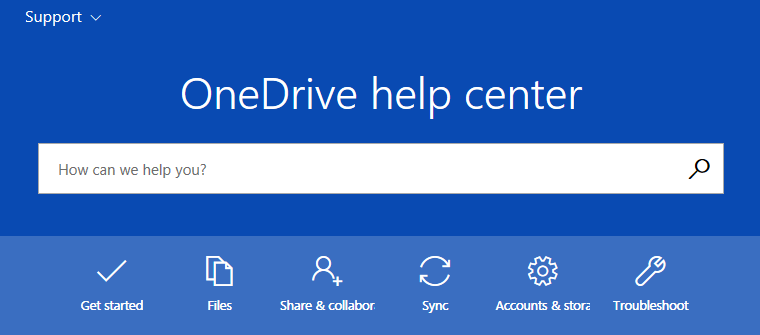 Support
OneDrive help center
How can we help you?
Get started
Files
Share & collabor
Sync
Accounts & stora
Troubleshoot